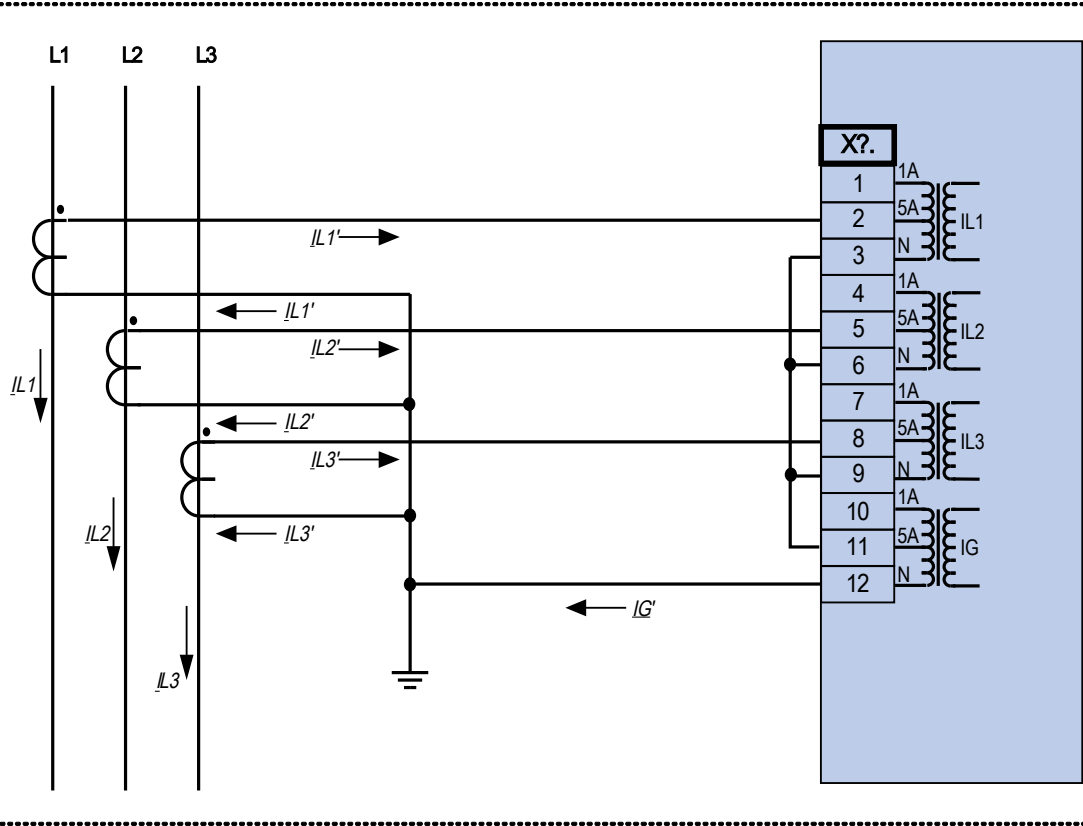 L1 L2 L3
X?.
1 1A
2 5A IL1
3 N
4 1A
5 5A IL2
6 N
7 1A
8 5A IL3
9 N
10 1A
11 5A IG
12 N
IL1'
IL1'
IL2'
IL1
IL2'
IL3'
IL2
IL3'
IG'
IL3